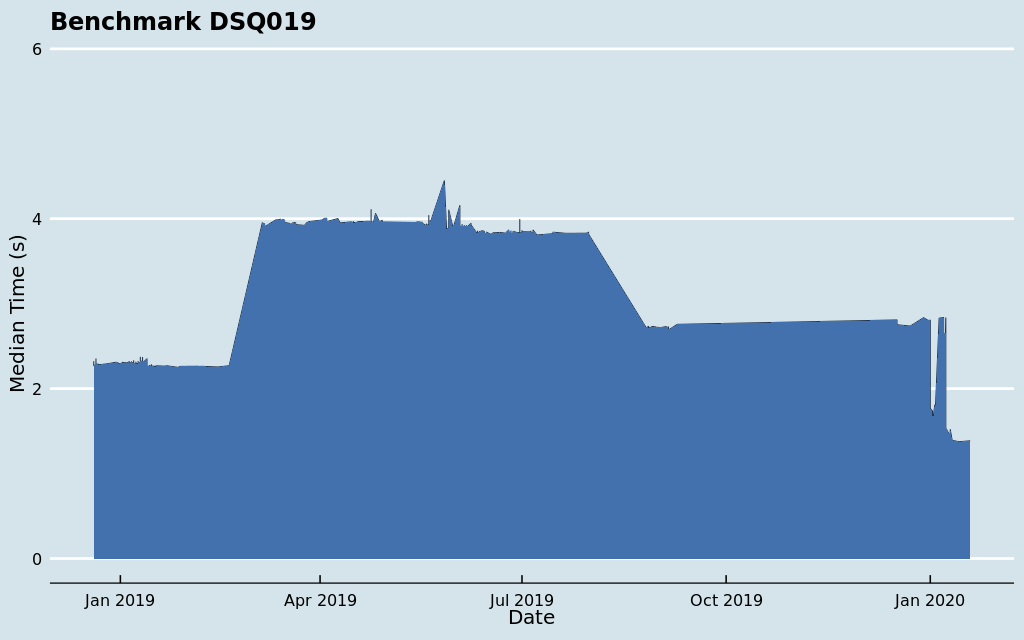 Benchmark DSQ019
6
4
2
0
Median Time (s)
Jan 2019
Apr 2019
Jul 2019
Oct 2019
Jan 2020
Date